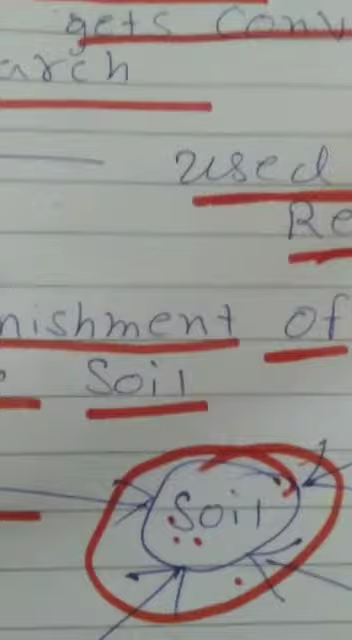 gets Conv
arch
used
Re
nishment Of
Soil
Soil